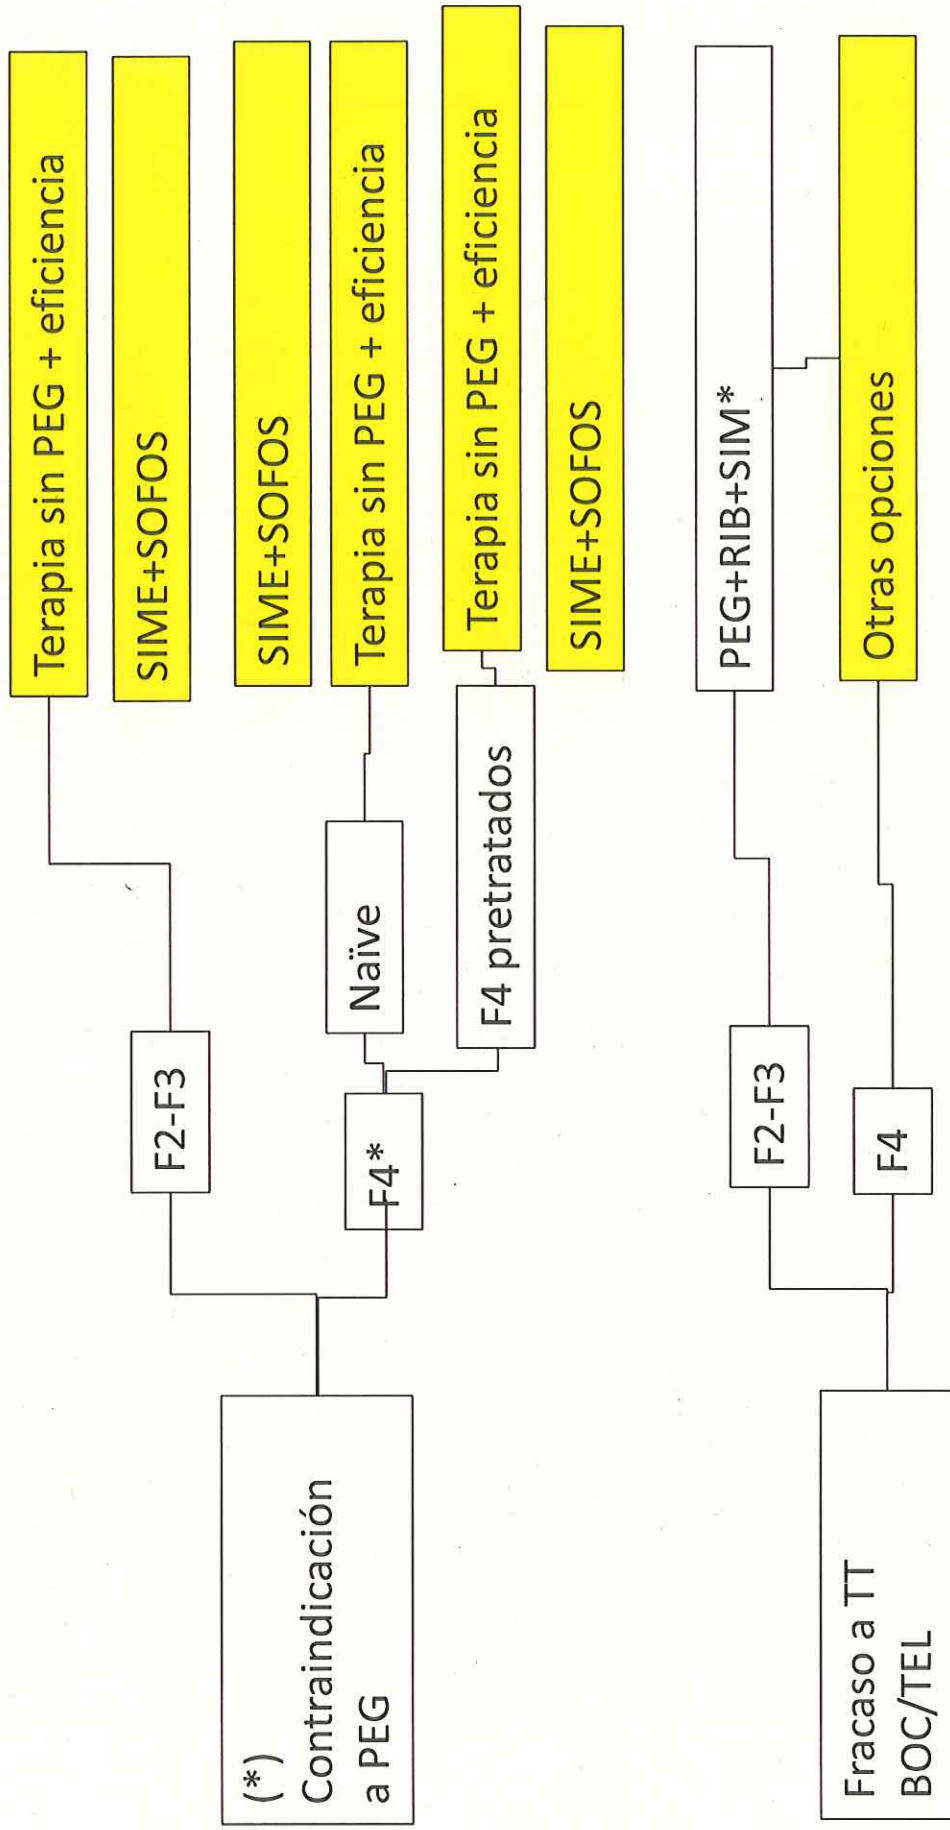 (*)
Contraindicación
a PEG
F2-F3
Terapia sin PEG + eficiencia
SIME+SOFOS
F4*
Naïve
SIME+SOFOS
Terapia sin PEG + eficiencia
F4 pretratados
Terapia sin PEG + eficiencia
SIME+SOFOS
Fracaso a TT
BOC/TEL
F2-F3
PEG+RIB+SIM*
F4
Otras opciones